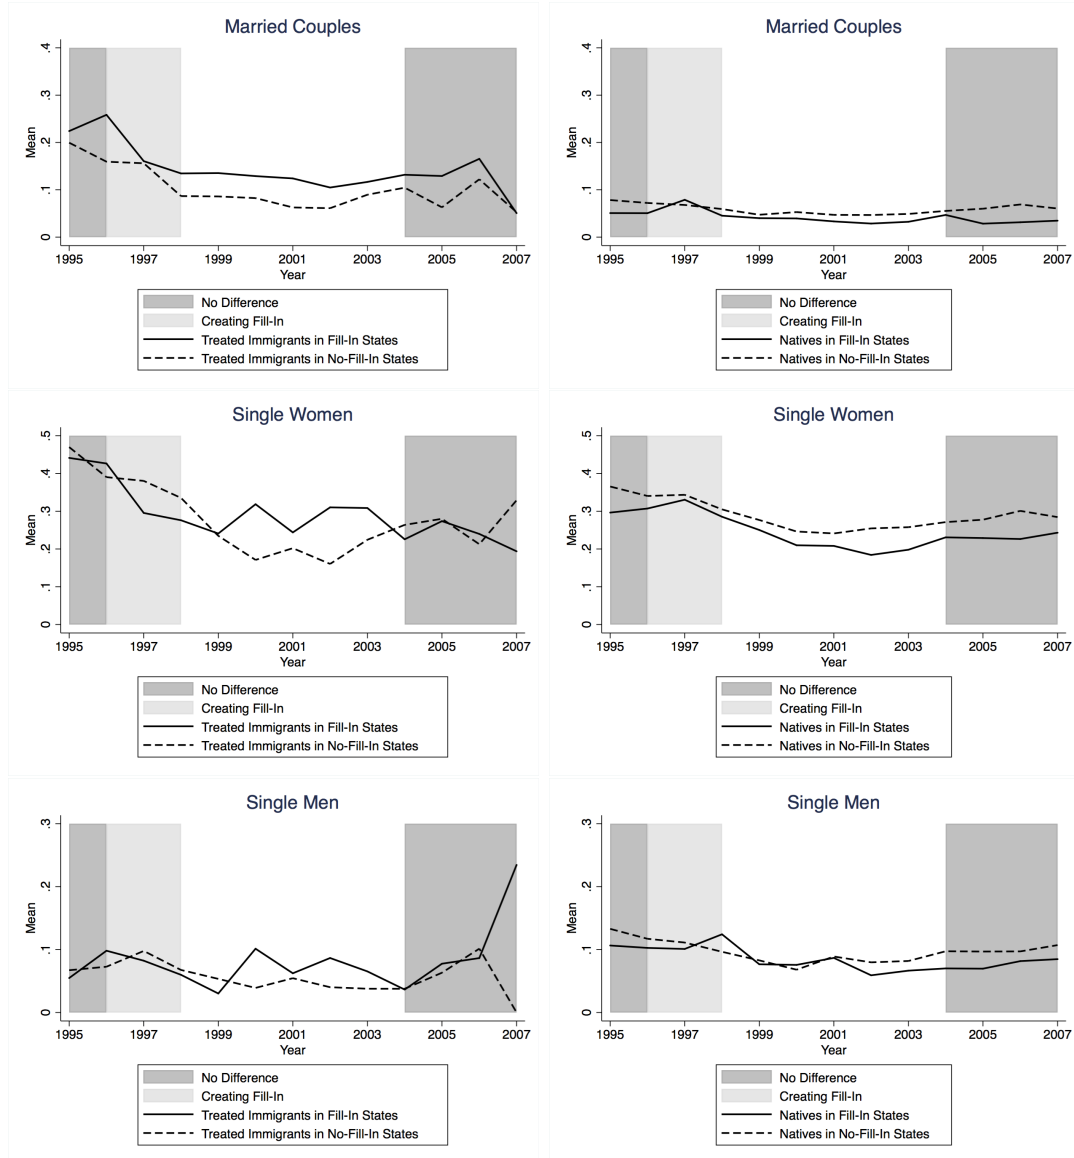 Married Couples
.4
.3
.2
.1
0
Mean
1995 1997 1999 2001 2003 2005 2007
Year
No Difference
Creating Fill-In
Treated Immigrants in Fill-In States
Treated Immigrants in No-Fill-In States
Married Couples
.4
.3
.2
.1
0
Mean
1995 1997 1999 2001 2003 2005 2007
Year
No Difference
Creating Fill-In
Natives in Fill-In States
Natives in No-Fill-In States
Single Women
.5
.4
.3
.2
.1
0
Mean
1995 1997 1999 2001 2003 2005 2007
Year
No Difference
Creating Fill-In
Treated Immigrants in Fill-In States
Treated Immigrants in No-Fill-In States
Single Women
.5
.4
.3
.2
.1
0
Mean
1995 1997 1999 2001 2003 2005 2007
Year
No Difference
Creating Fill-In
Natives in Fill-In States
Natives in No-Fill-In States
Single Men
.3
.2
.1
0
Mean
1995 1997 1999 2001 2003 2005 2007
Year
No Difference
Creating Fill-In
Treated Immigrants in Fill-In States
Treated Immigrants in No-Fill-In States
Single Men
.3
.2
.1
0
Mean
1995 1997 1999 2001 2003 2005 2007
Year
No Difference
Creating Fill-In
Natives in Fill-In States
Natives in No-Fill-In States